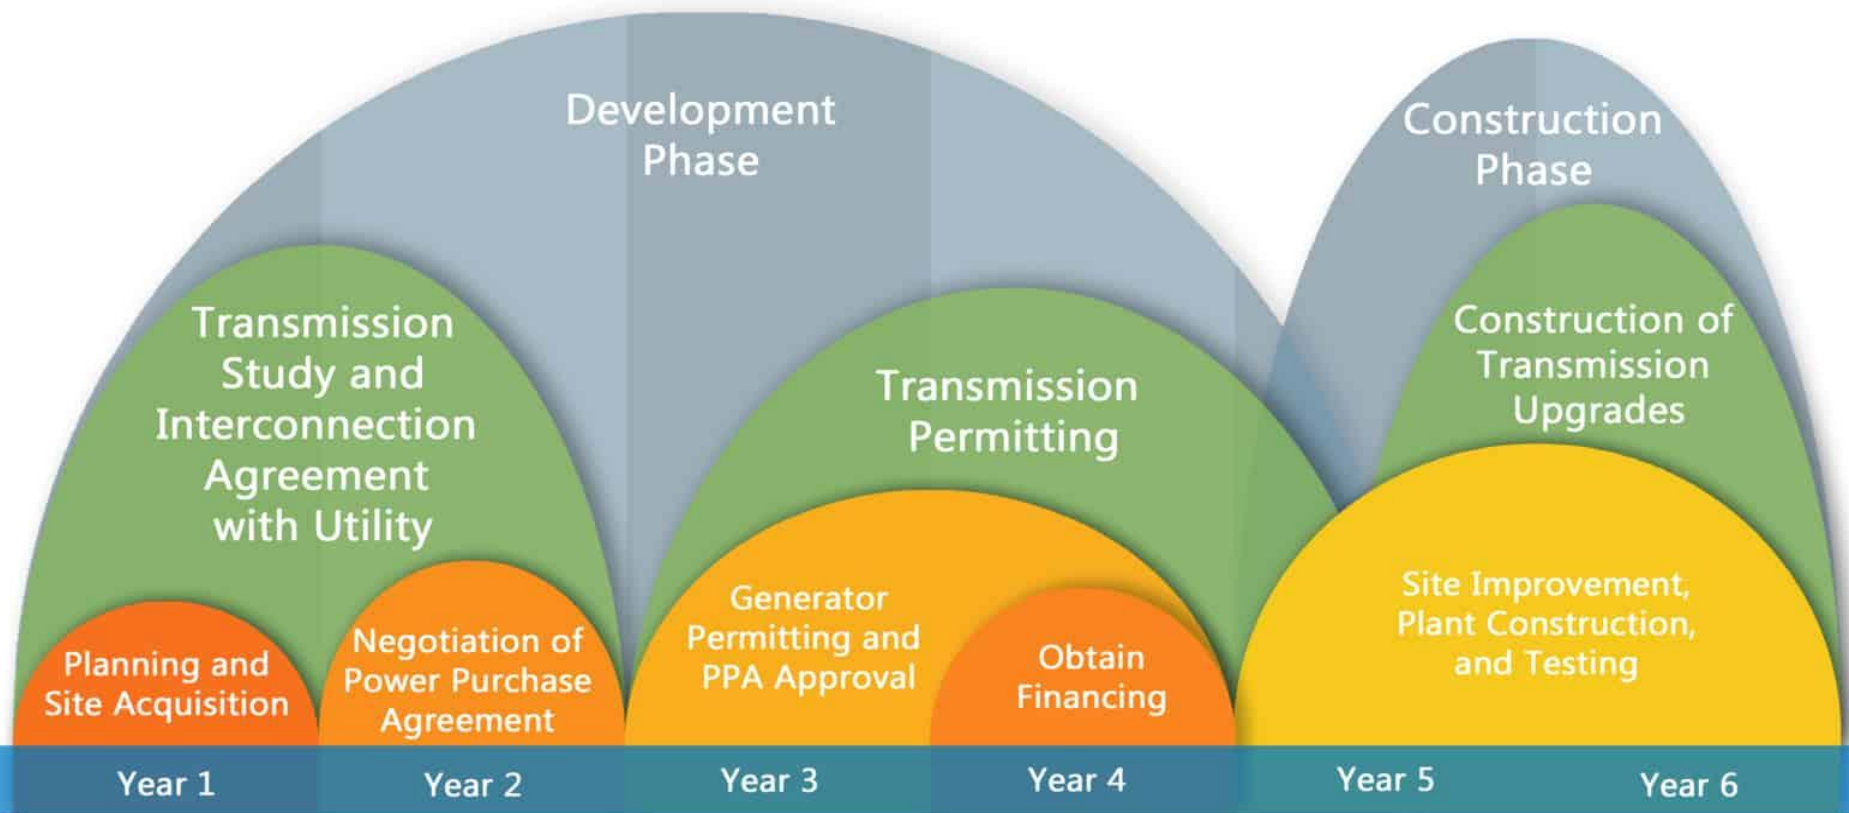 Development
Phase
Construction
Phase
Transmission
Study and
Interconnection
Agreement
with Utility
Transmission
Permitting
Construction of
Transmission
Upgrades
Planning and
Site Acquisition
Negotiation of
Power Purchase
Agreement
Generator
Permitting and
PPA Approval
Obtain
Financing
Site Improvement,
Plant Construction,
and Testing
Year 1
Year 2
Year 3
Year 4
Year 5
Year 6